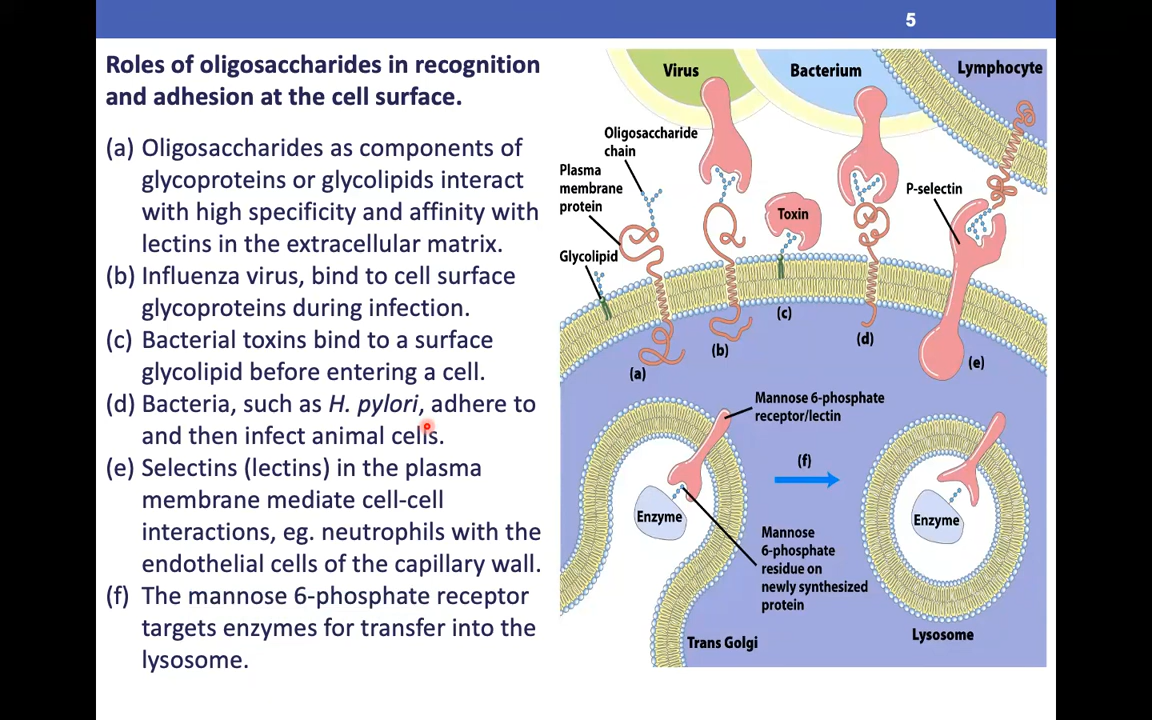 5
Roles of oligosaccharides in recognition
and adhesion at the cell surface.
(a) Oligosaccharides as components of
glycoproteins or glycolipids interact
with high specificity and affinity with
lectins in the extracellular matrix.
(b) Influenza virus, bind to cell surface
glycoproteins during infection.
(c) Bacterial toxins bind to a surface
glycolipid before entering a cell.
(d) Bacteria, such as H. pylori, adhere to
and then infect animal cells.
(e) Selectins (lectins) in the plasma
membrane mediate cell-cell
interactions, eg. neutrophils with the
endothelial cells of the capillary wall.
(f) The mannose 6-phosphate receptor
targets enzymes for transfer into the
lysosome.
Virus
Bacterium
Lymphocyte
Oligosaccharide
chain
Plasma
membrane
protein
Glycolipid
Toxin
P-selectin
(a)
(b)
(c)
(d)
(e)
Mannose 6-phosphate
receptor/lectin
(f)
Enzyme
Enzyme
Mannose
6-phosphate
residue on
newly synthesized
protein
Trans Golgi
Lysosome